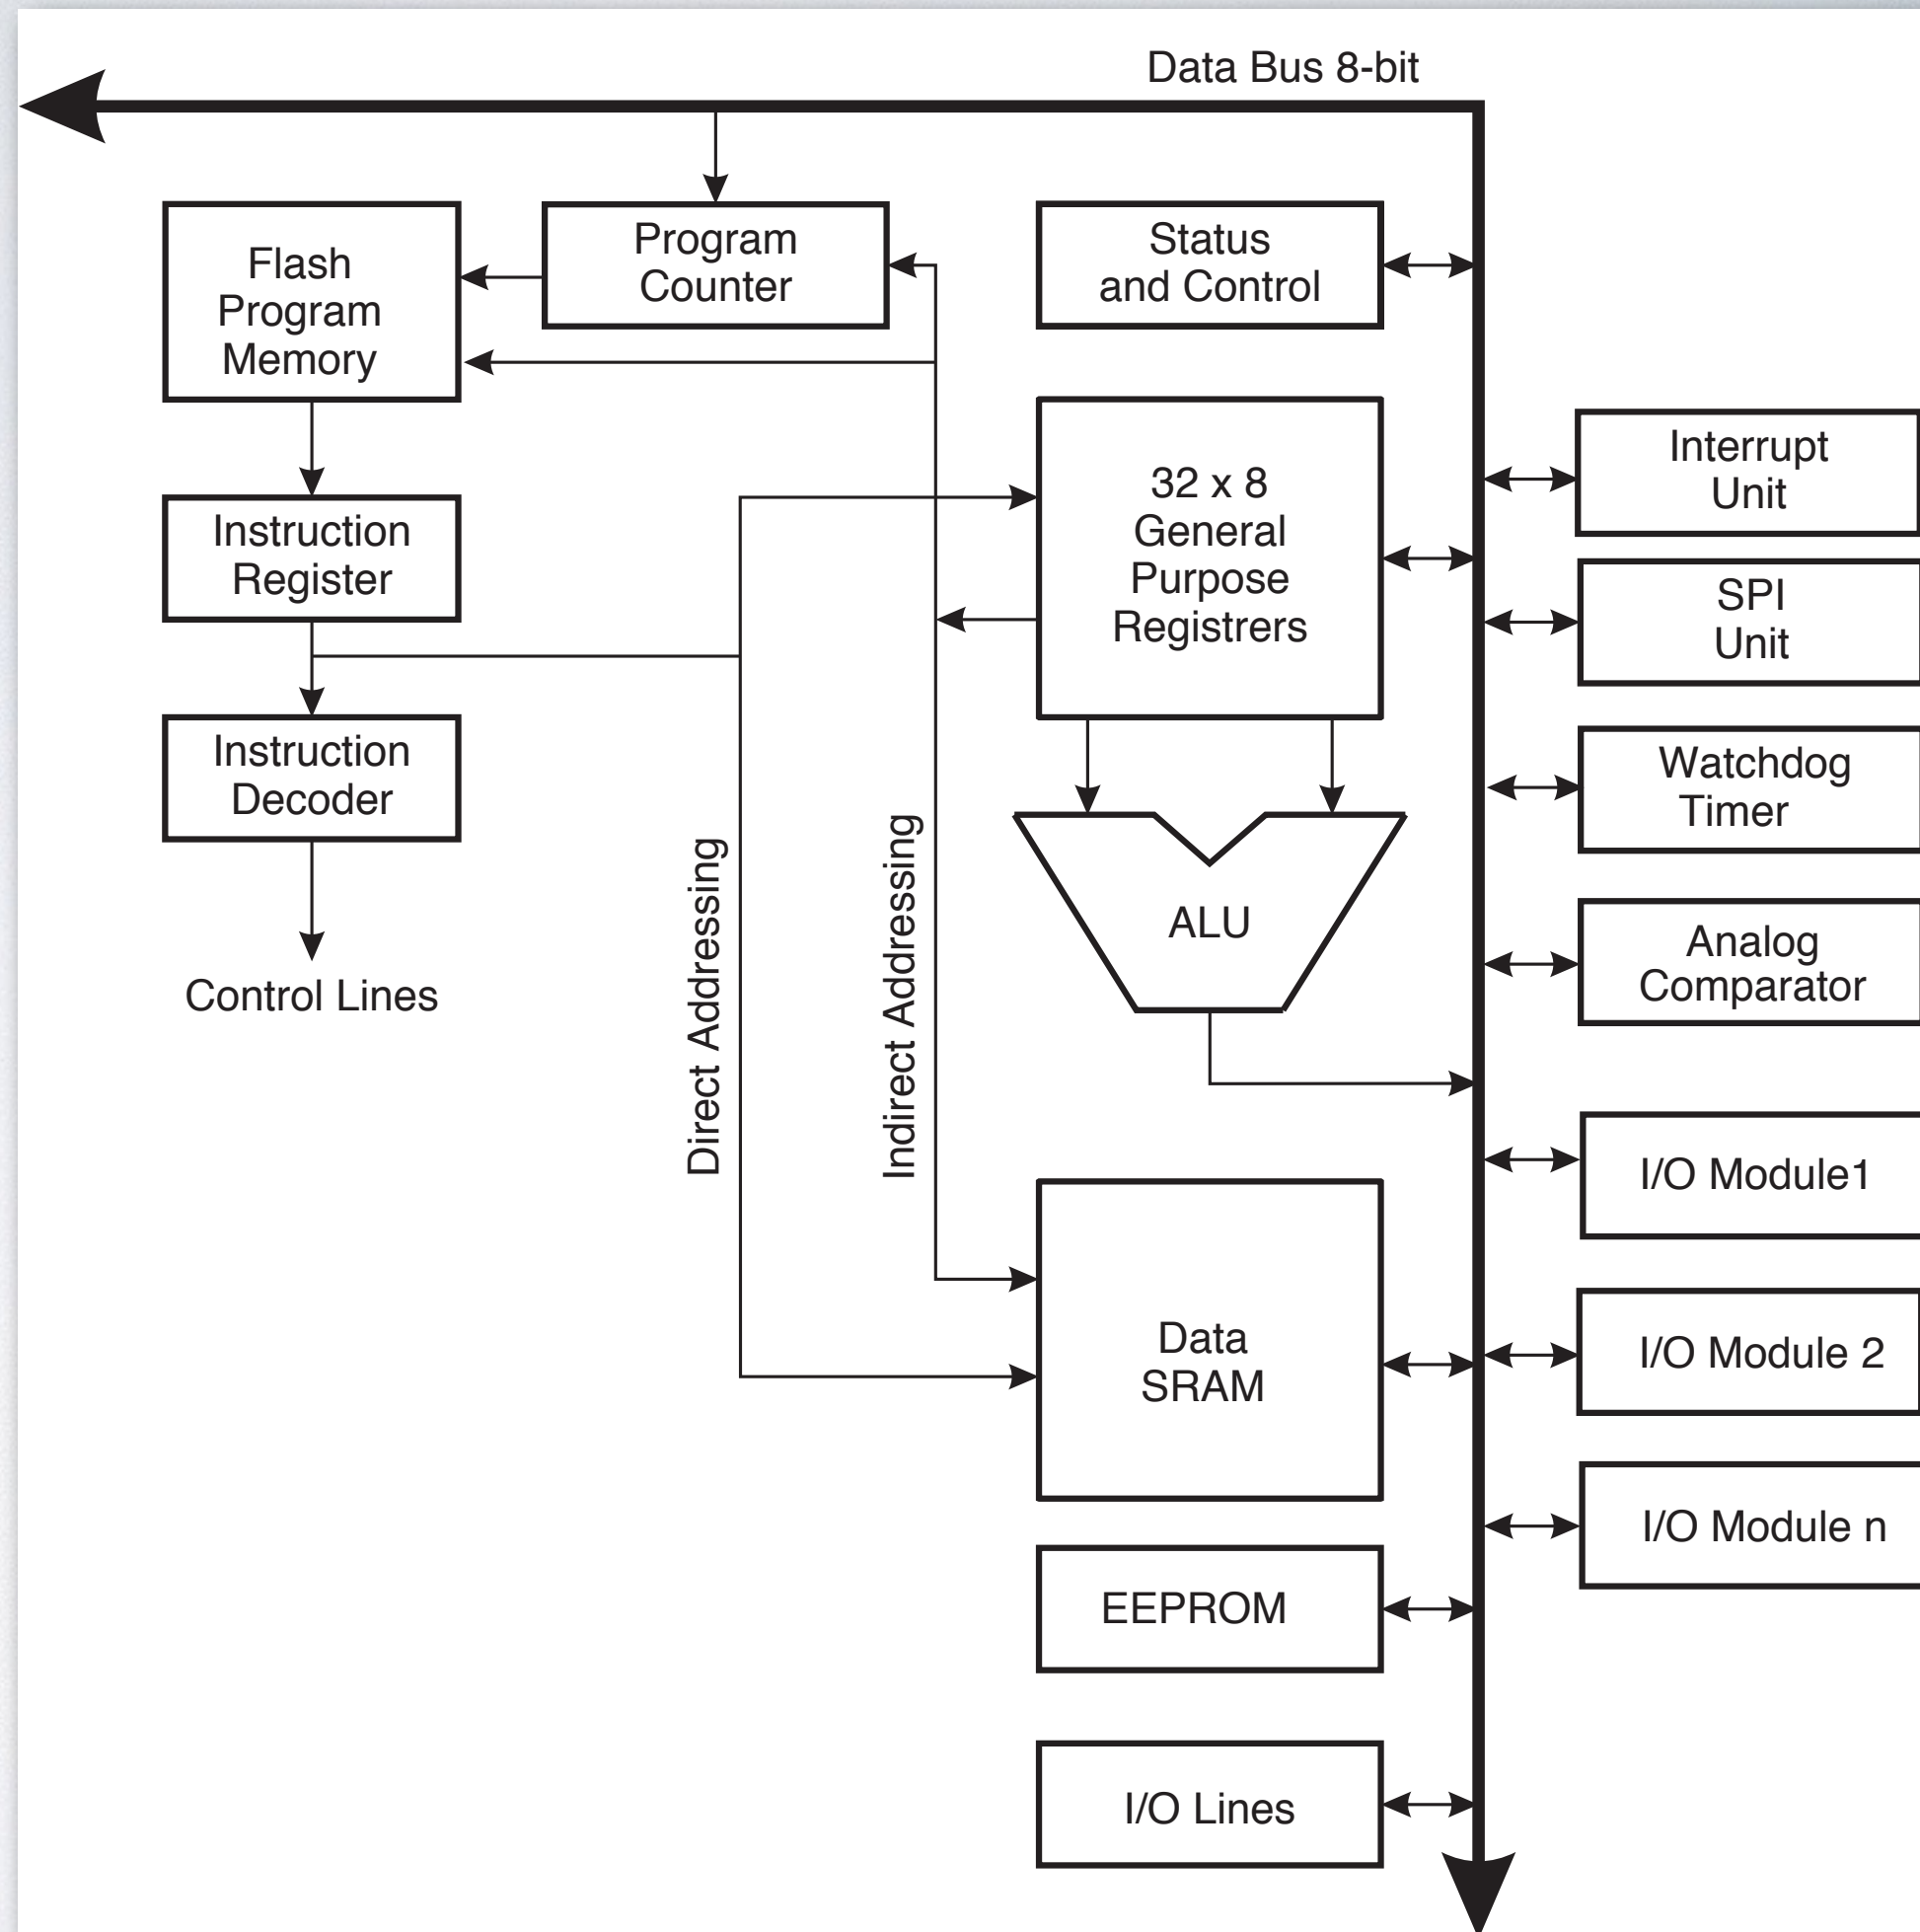 Data Bus 8-bit
Flash
Program
Memory
Program
Counter
Status
and Control
Instruction
Register
32 x 8
General
Purpose
Registrers
Interrupt
Unit
SPI
Unit
Instruction
Decoder
Watchdog
Timer
Control Lines
Direct Addressing
Indirect Addressing
ALU
Analog
Comparator
I/O Module1
Data
SRAM
I/O Module 2
I/O Module n
EEPROM
I/O Lines